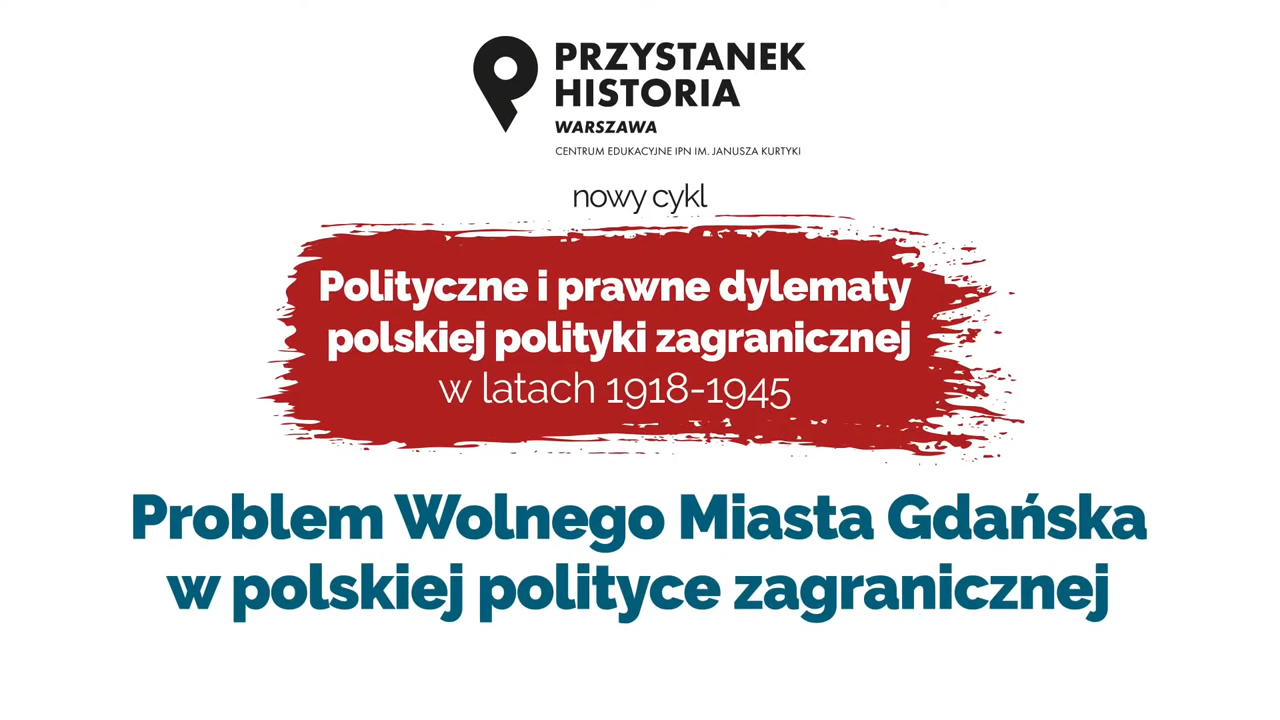 PRZYSTANEK
HISTORIA
WARSZAWA
CENTRUM EDUKACYJNE IPN IM. JANUSZA KURTYKI
nowy cykl
Polityczne i prawne dylematy
polskiej polityki zagranicznej
w latach 1918-1945
Problem Wolnego Miasta Gdańska
w polskiej polityce zagranicznej